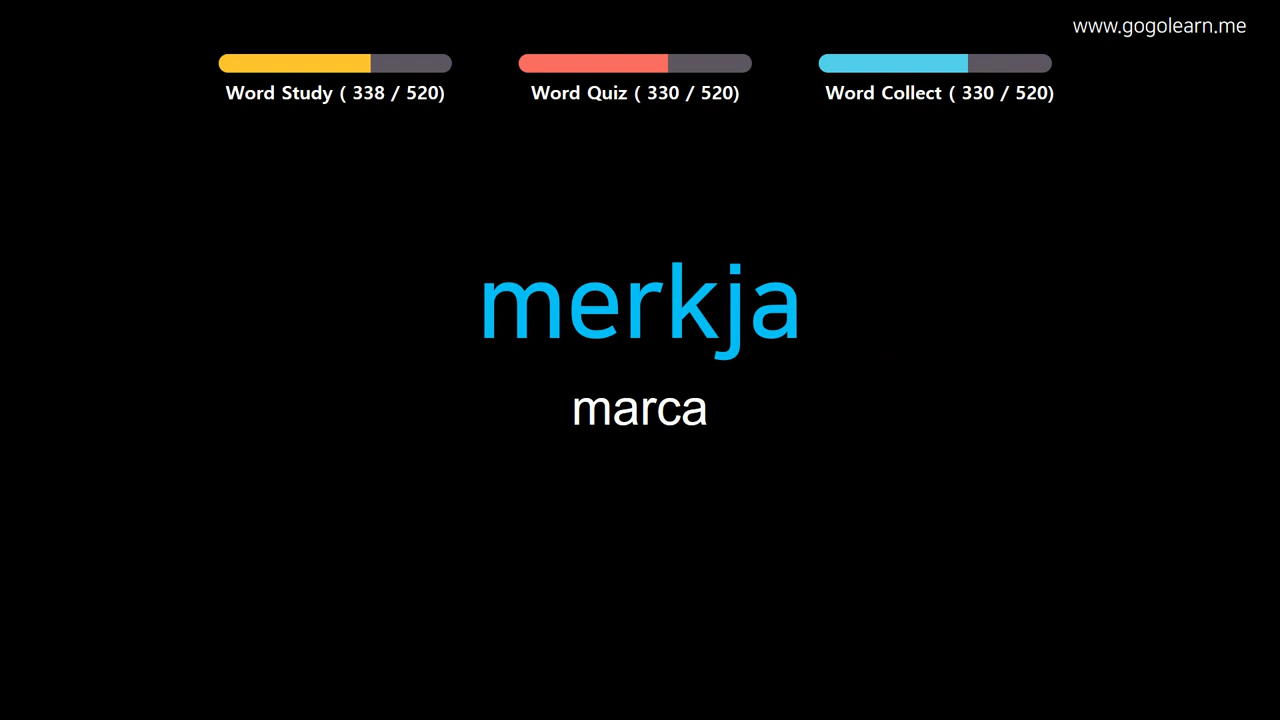 www.gogolearn.me
Word Study ( 338 / 520)
Word Quiz ( 330 / 520)
Word Collect ( 330 / 520)
merkja
marca